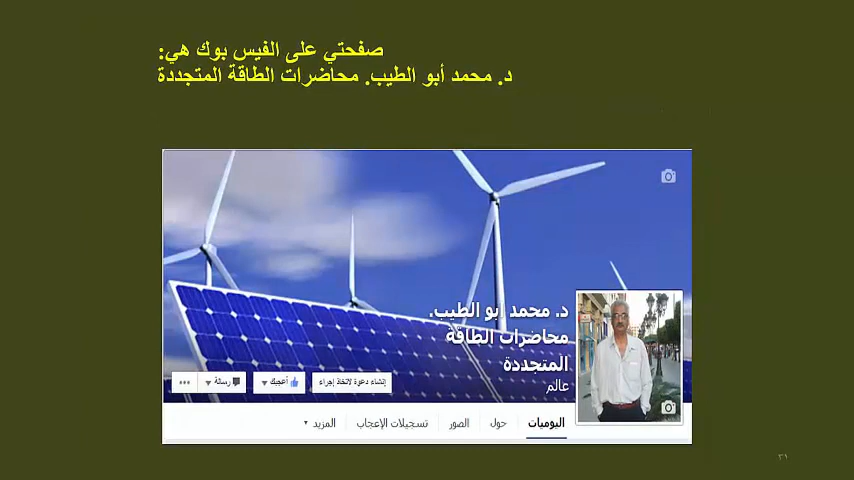 صفحتي على الفيس بوك هي:
د. محمد أبو الطيب. محاضرات الطاقة المتجددة
د. محمد أبو الطيب.
محاضرات الطاقة
المتجددة
عالم
إنشاء دعوة لاتخاذ إجراء
أعجبك
رسالة
•••
اليوميات
حول
الصور
تسجيلات الإعجاب
المزيد
٣١